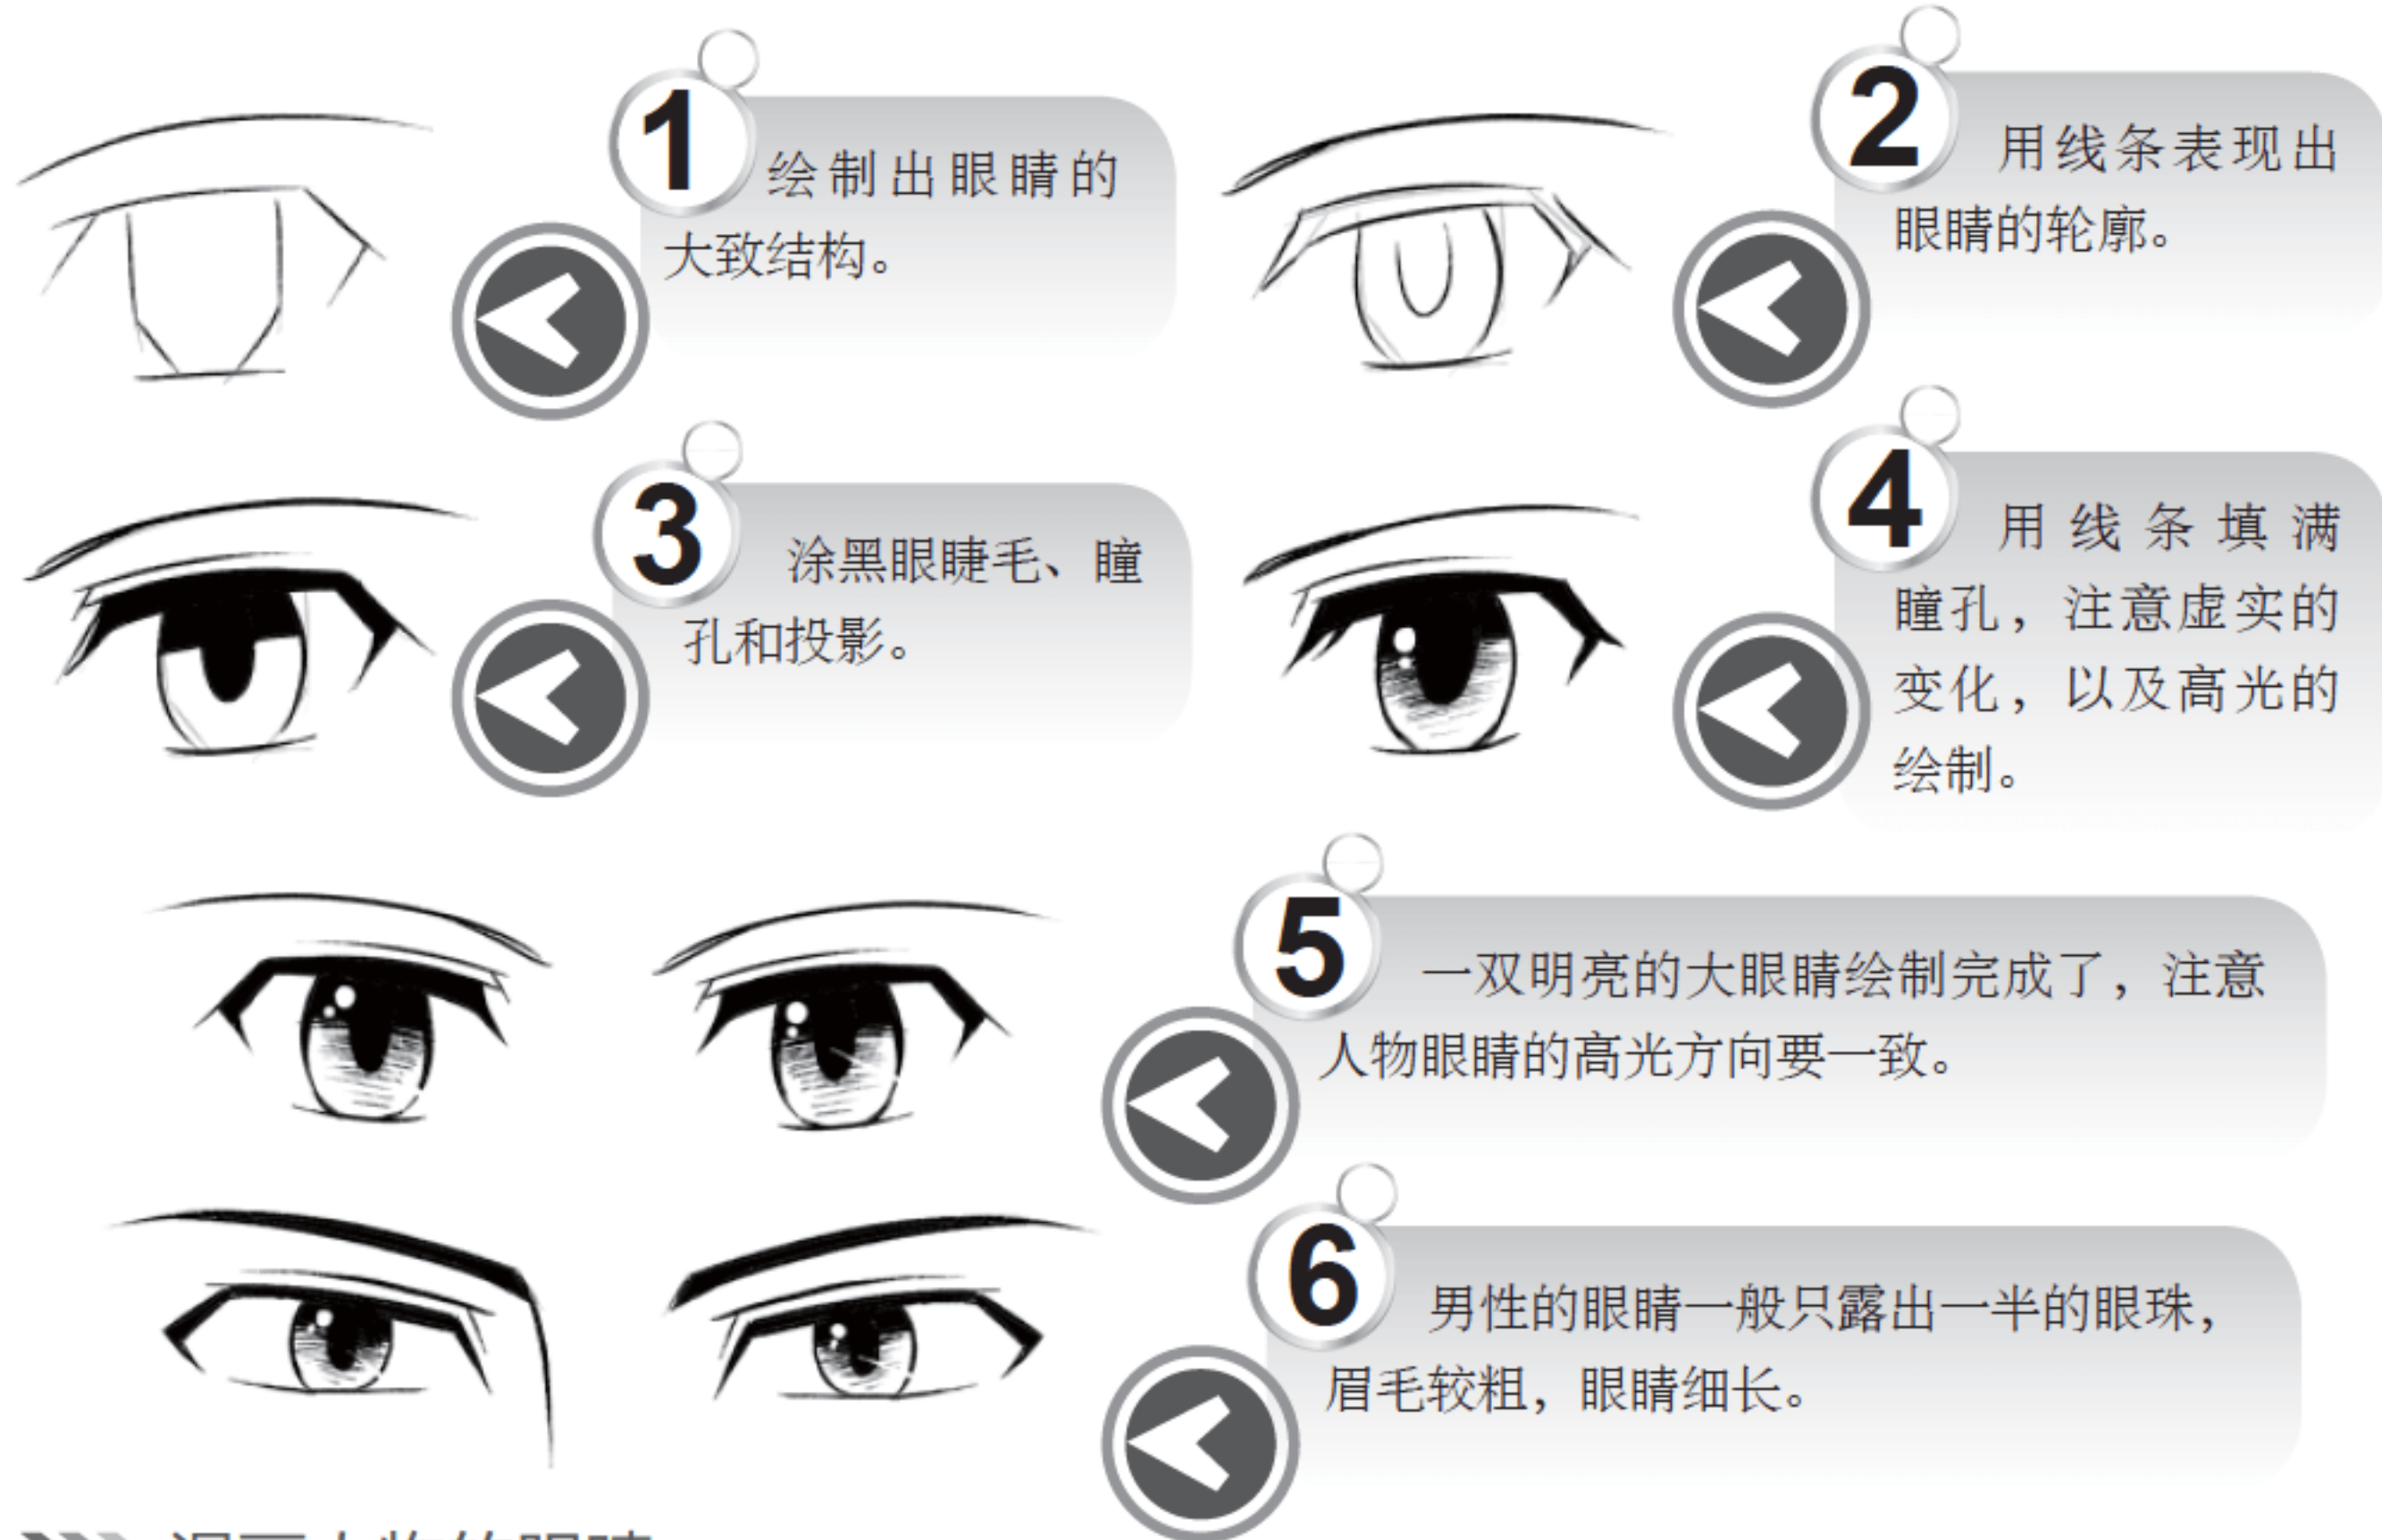 1
绘制出眼睛的
大致结构。
2
用线条表现出
眼睛的轮廓。
3
涂黑眼睫毛、瞳
孔和投影。
4
用线条填满
瞳孔，注意虚实的
变化，以及高光的
绘制。
5
一双明亮的大眼睛绘制完成了，注意
人物眼睛的高光方向要一致。
6
男性的眼睛一般只露出一半的眼珠，
眉毛较粗，眼睛细长。